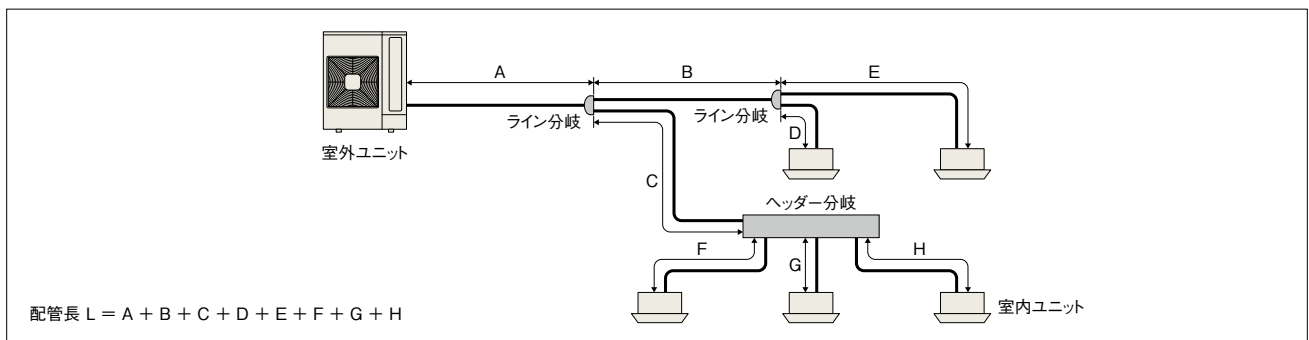 A
B
E
ライン分岐
ライン分岐
D
室外ユニット
C
ヘッダー分岐
F
G
H
配管長 L = A + B + C + D + E + F + G + H
室内ユニット